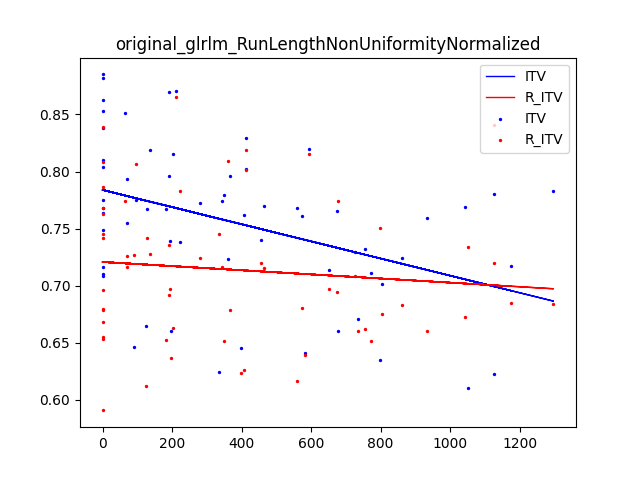 original_glrlm_RunLengthNonUniformityNormalized
ITV
R_ITV
ITV
R_ITV
0.85
0.80
0.75
0.70
0.65
0.60
0 200 400 600 800 1000 1200